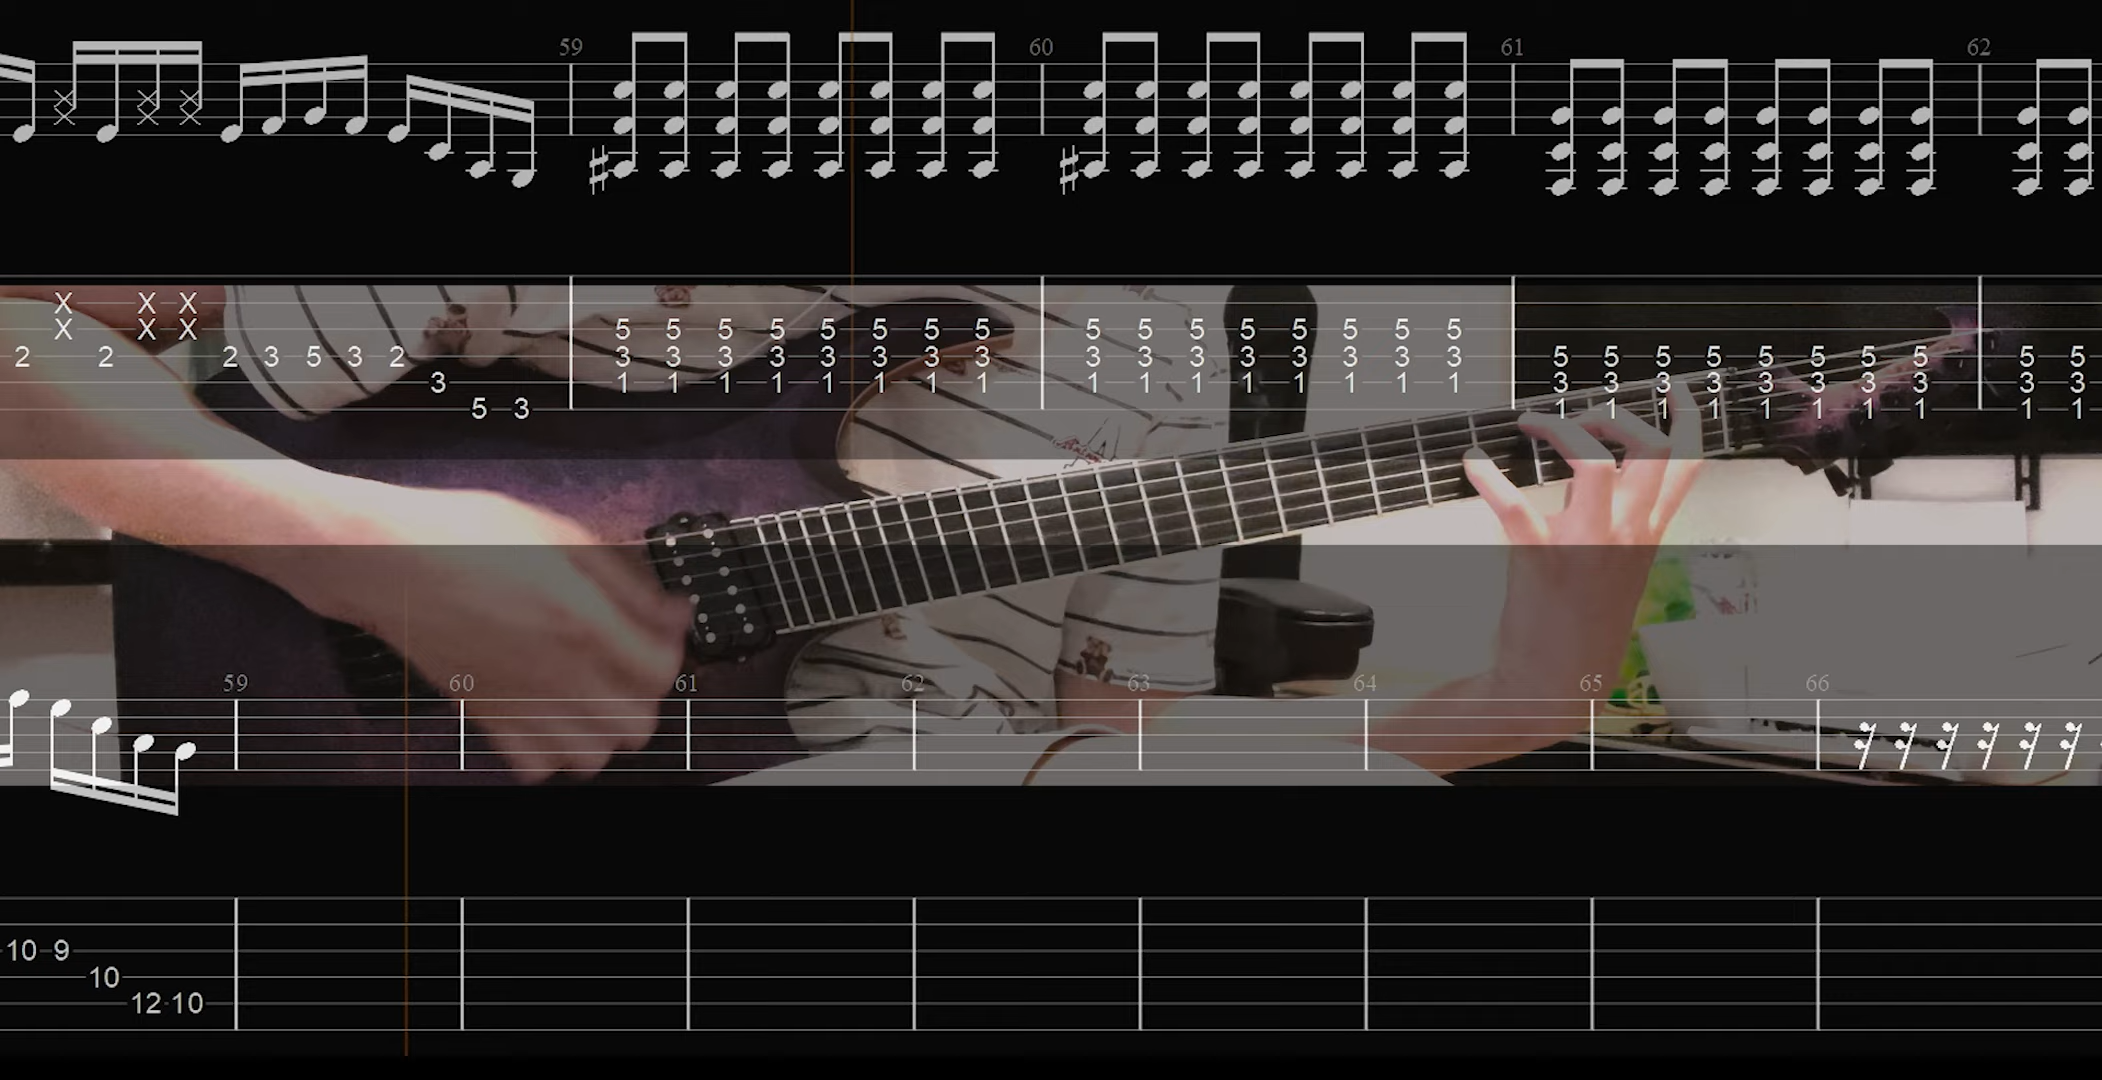 59 60 61 62
X X X
X X X 5 5 5 5 5 5 5 5 5 5 5 5 5 5 5 5
2 2 2 3 5 3 2 3 3 3 3 3 3 3 3 3 3 3 3 3 3 3 3 5 5 5 5 5 5 5 5 5 5
3 1 1 1 1 1 1 1 1 1 1 1 1 1 1 1 1 3 3 3 3 3 3 3 3 3 3
5 3 1 1 1 1 1 1 1 1 1 1
59 60 61 62 63 64 65 66
10 9
10
12 10